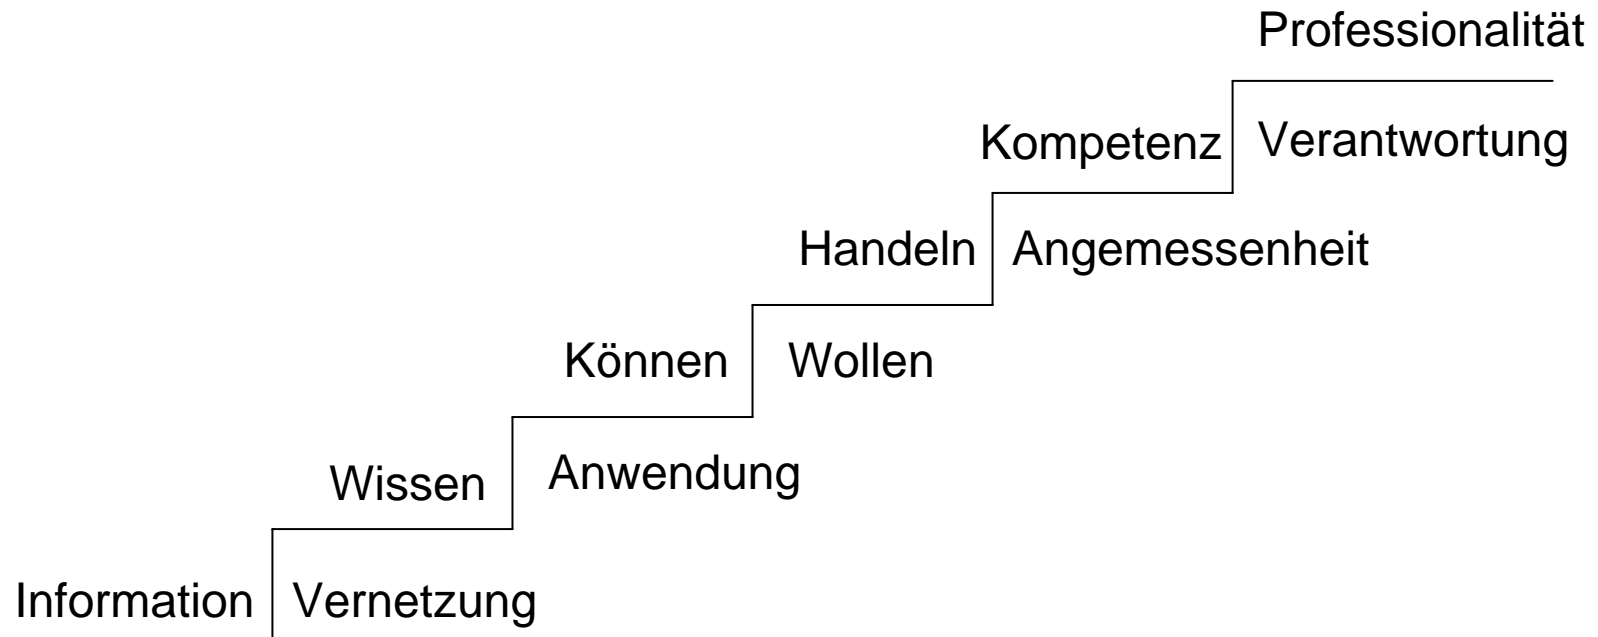 Professionalität
Kompetenz Verantwortung
Handeln Angemessenheit
Können Wollen
Wissen Anwendung
Information Vernetzung